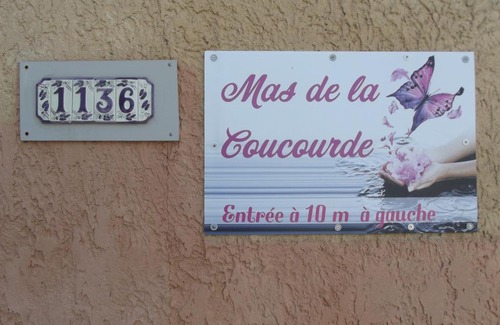 1136
Mas de la
Coucourde
Entrée à 10 m à gauche